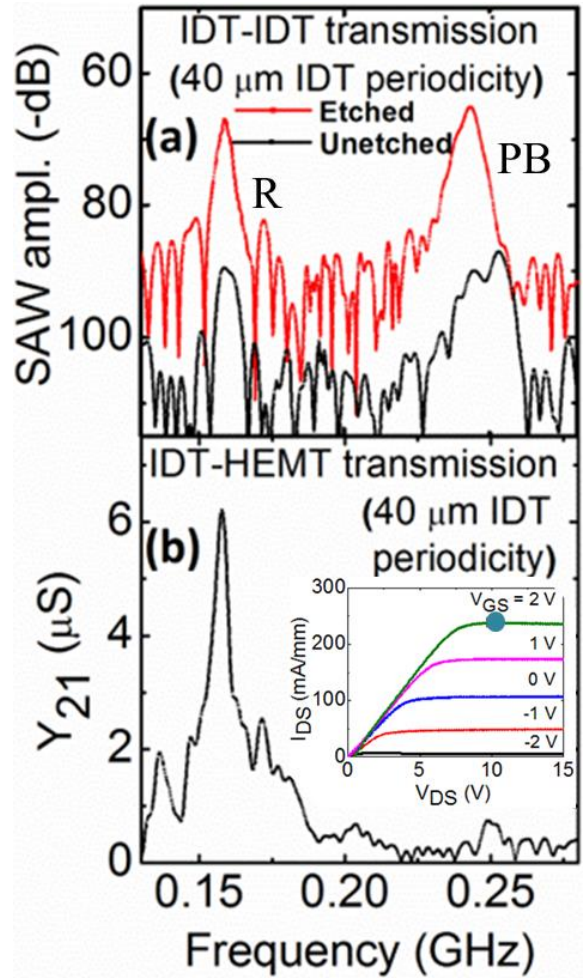 IDT-IDT transmission
(40 μm IDT periodicity)
Etched
Unetched
(a)
R
PB
60
80
100
SAW ampl. (-dB)
IDT-HEMT transmission
(40 μm IDT
periodicity)
(b)
6
4
2
0
Y21 (μS)
300
200
100
0
IDS (mA/mm)
VGS = 2 V
1 V
0 V
-1 V
-2 V
0 5 10 15
VDS (V)
0.15 0.20 0.25
Frequency (GHz)